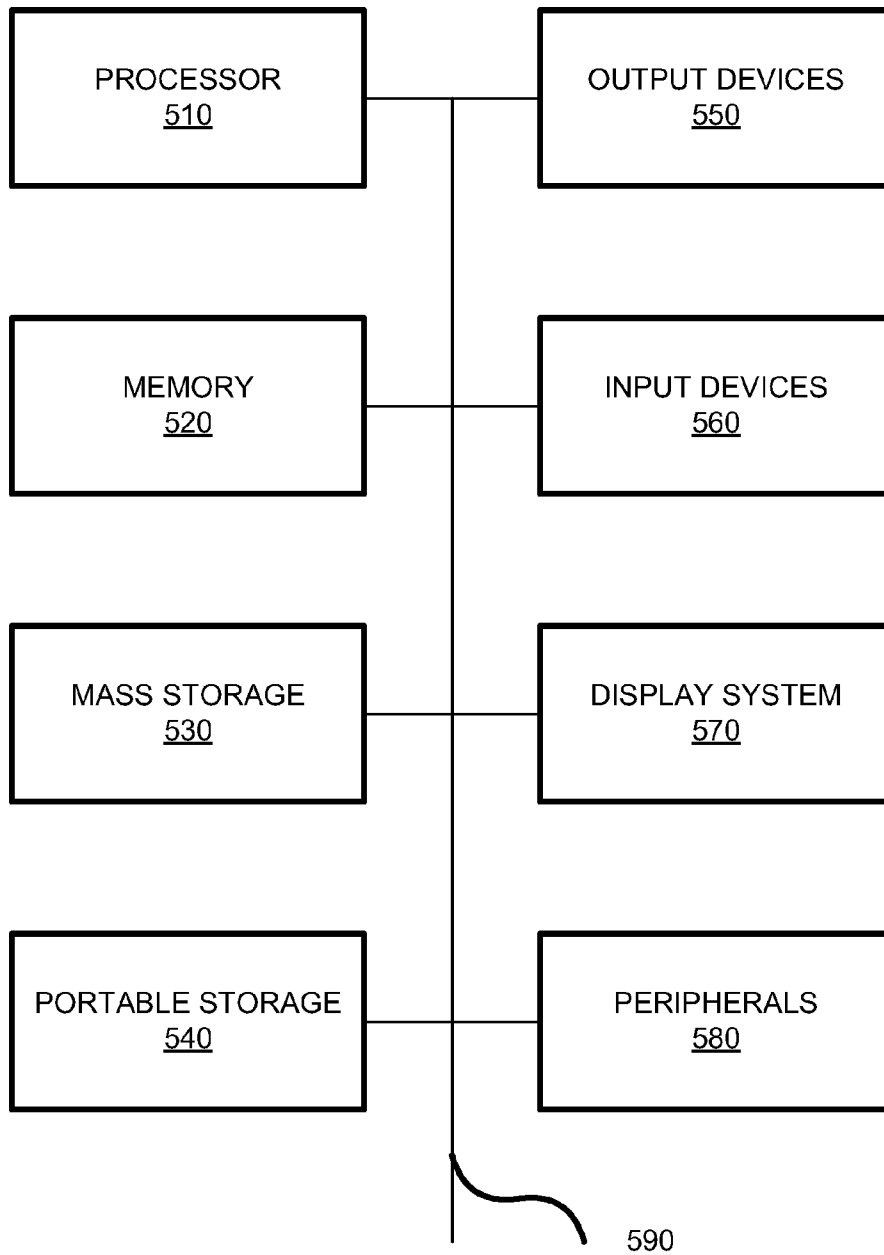 PROCESSOR
510
OUTPUT DEVICES
550
MEMORY
520
INPUT DEVICES
560
MASS STORAGE
530
DISPLAY SYSTEM
570
PORTABLE STORAGE
540
PERIPHERALS
580
590